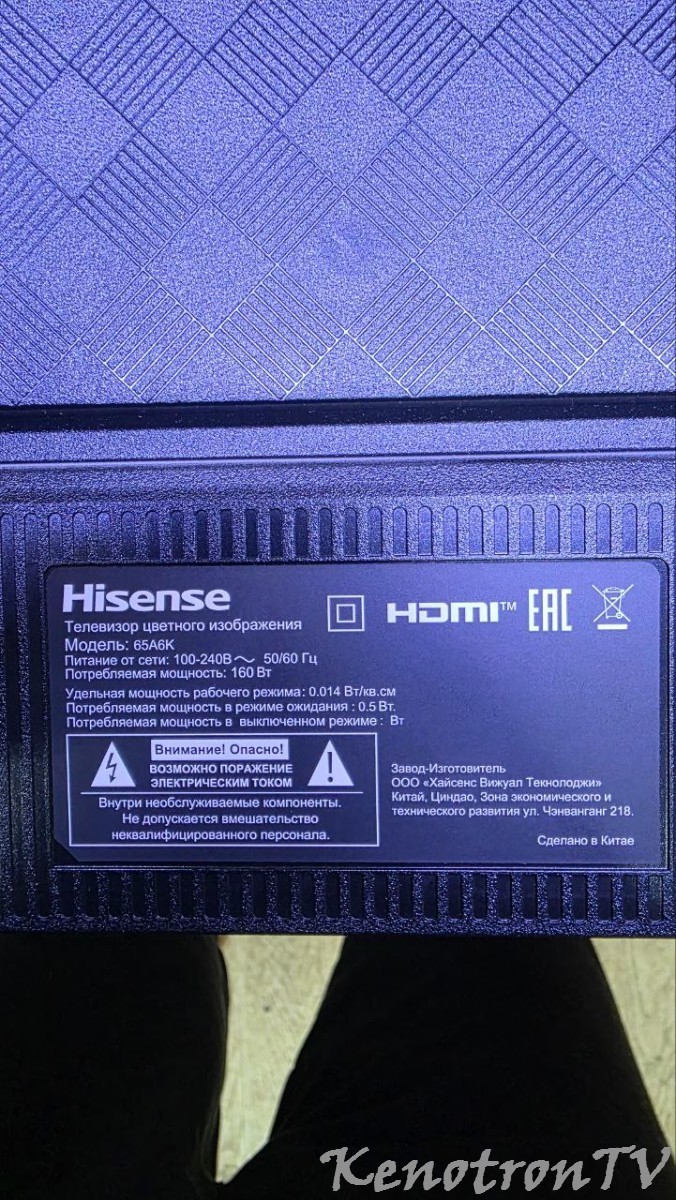 Hisense
HDMI™ EAC
Телевизор цветного изображения
Модель: 65A6K
Питание от сети: 100-240В ~ 50/60 Гц
Потребляемая мощность: 160 Вт
Удельная мощность рабочего режима: 0.014 Вт/кв.см
Потребляемая мощность в режиме ожидания : 0.5 Вт.
Потребляемая мощность в выключенном режиме : Вт
Внимание! Опасно!
ВОЗМОЖНО ПОРАЖЕНИЕ
ЭЛЕКТРИЧЕСКИМ ТОКОМ
Внутри необслуживаемые компоненты.
Не допускается вмешательство
неквалифицированного персонала.
Завод-Изготовитель
ООО «Хайсенс Вижуал Текнолоджи»
Китай, Циндао, Зона экономического и
технического развития ул. Чэнванганг 218.
Сделано в Китае
KenotronTV